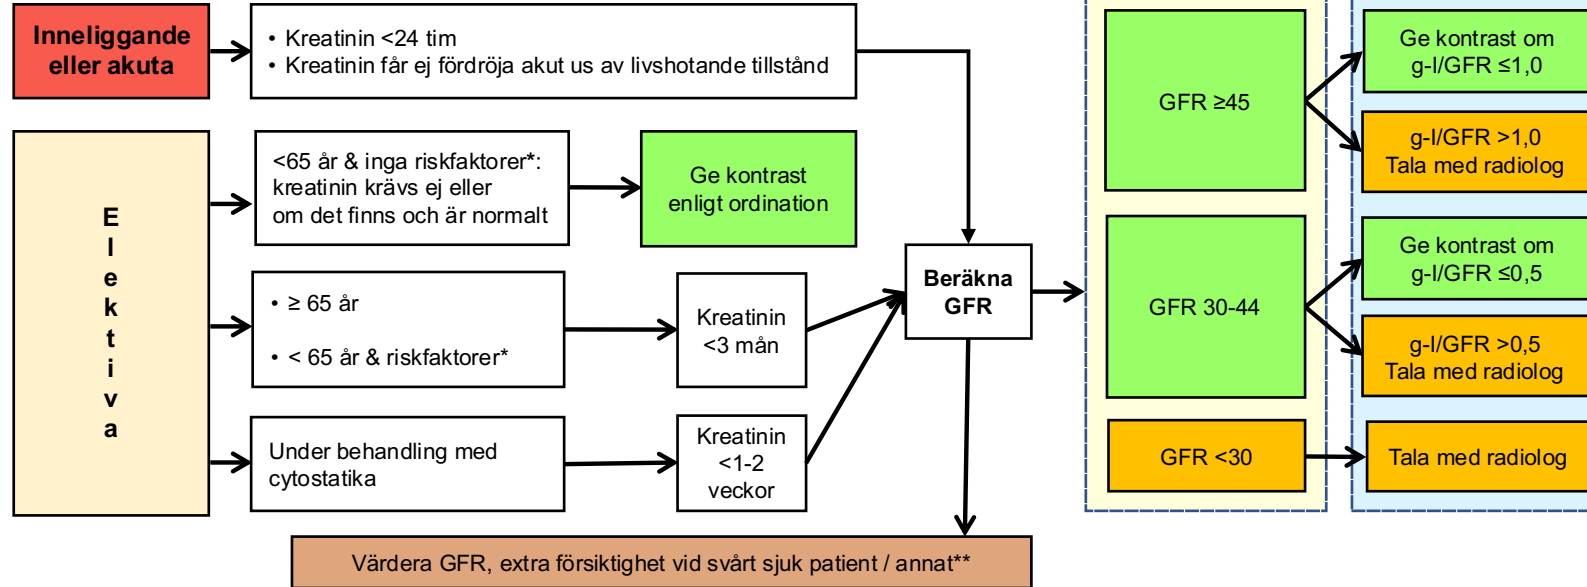 Inneliggande
eller akuta
• Kreatinin <24 tim
• Kreatinin får ej fördröja akut us av livshotande tillstånd
E
l
e
k
t
i
v
a
<65 år & inga riskfaktorer*:
kreatinin krävs ej eller
om det finns och är normalt
Ge kontrast
enligt ordination
• ≥ 65 år
• < 65 år & riskfaktorer*
Kreatinin
<3 mån
Under behandling med
cytostatika
Kreatinin
<1-2
veckor
Beräkna
GFR
Värdera GFR, extra försiktighet vid svårt sjuk patient / annat**
GFR ≥45
Ge kontrast om
g-I/GFR ≤1,0
g-I/GFR >1,0
Tala med radiolog
GFR 30-44
Ge kontrast om
g-I/GFR ≤0,5
g-I/GFR >0,5
Tala med radiolog
GFR <30
Tala med radiolog